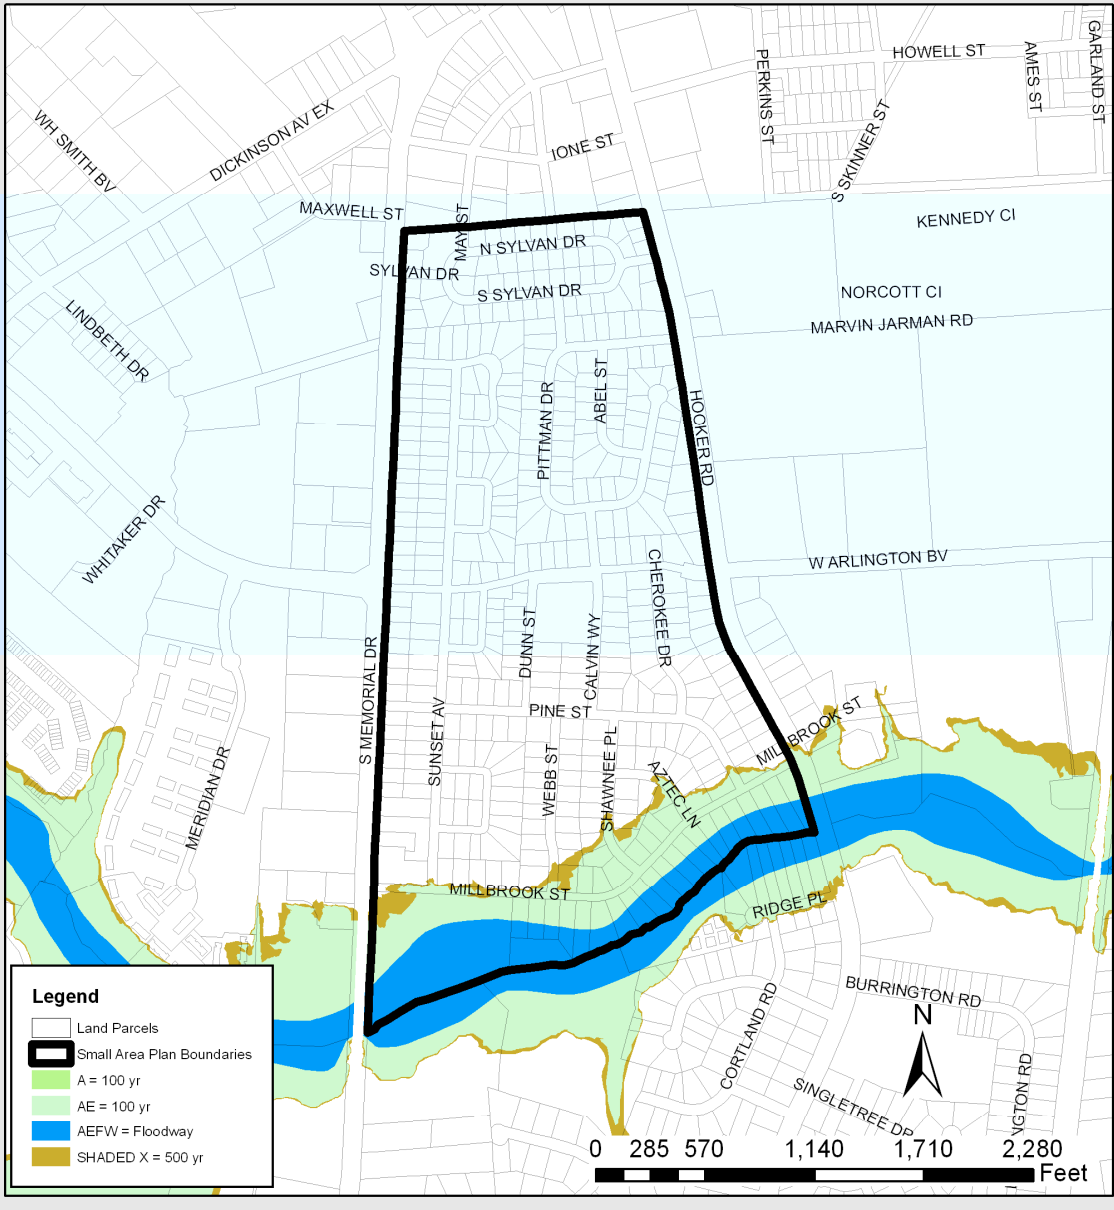 HOWELL ST
GARLAND ST
AMES ST
PERKINS ST
S SKINNER ST
WH SMITH BV
DICKINSON AV EX
IONE ST
MAXWELL ST
MAY ST
KENNEDY CI
N SYLVAN DR
SYLVAN DR
S SYLVAN DR
NORCOTT CI
MARVIN JARMAN RD
LINDBETH DR
ABEL ST
PITTMAN DR
HOOKER RD
WHITAKER DR
W ARLINGTON BV
CHEROKEE DR
DUNN ST
CALVIN WY
S MEMORIAL DR
PINE ST
SUNSET AV
MILLBROOK ST
WEBB ST
SHAWNEE PL
AZTEC LN
MERIDIAN DR
MILLBROOK ST
RIDGE PL
BURRINGTON RD
CORTLAND RD
SINGLETREE DR
NGTON RD
N
Legend
Land Parcels
Small Area Plan Boundaries
A = 100 yr
AE = 100 yr
AEFW = Floodway
SHADED X = 500 yr
0 285 570 1,140 1,710 2,280
Feet